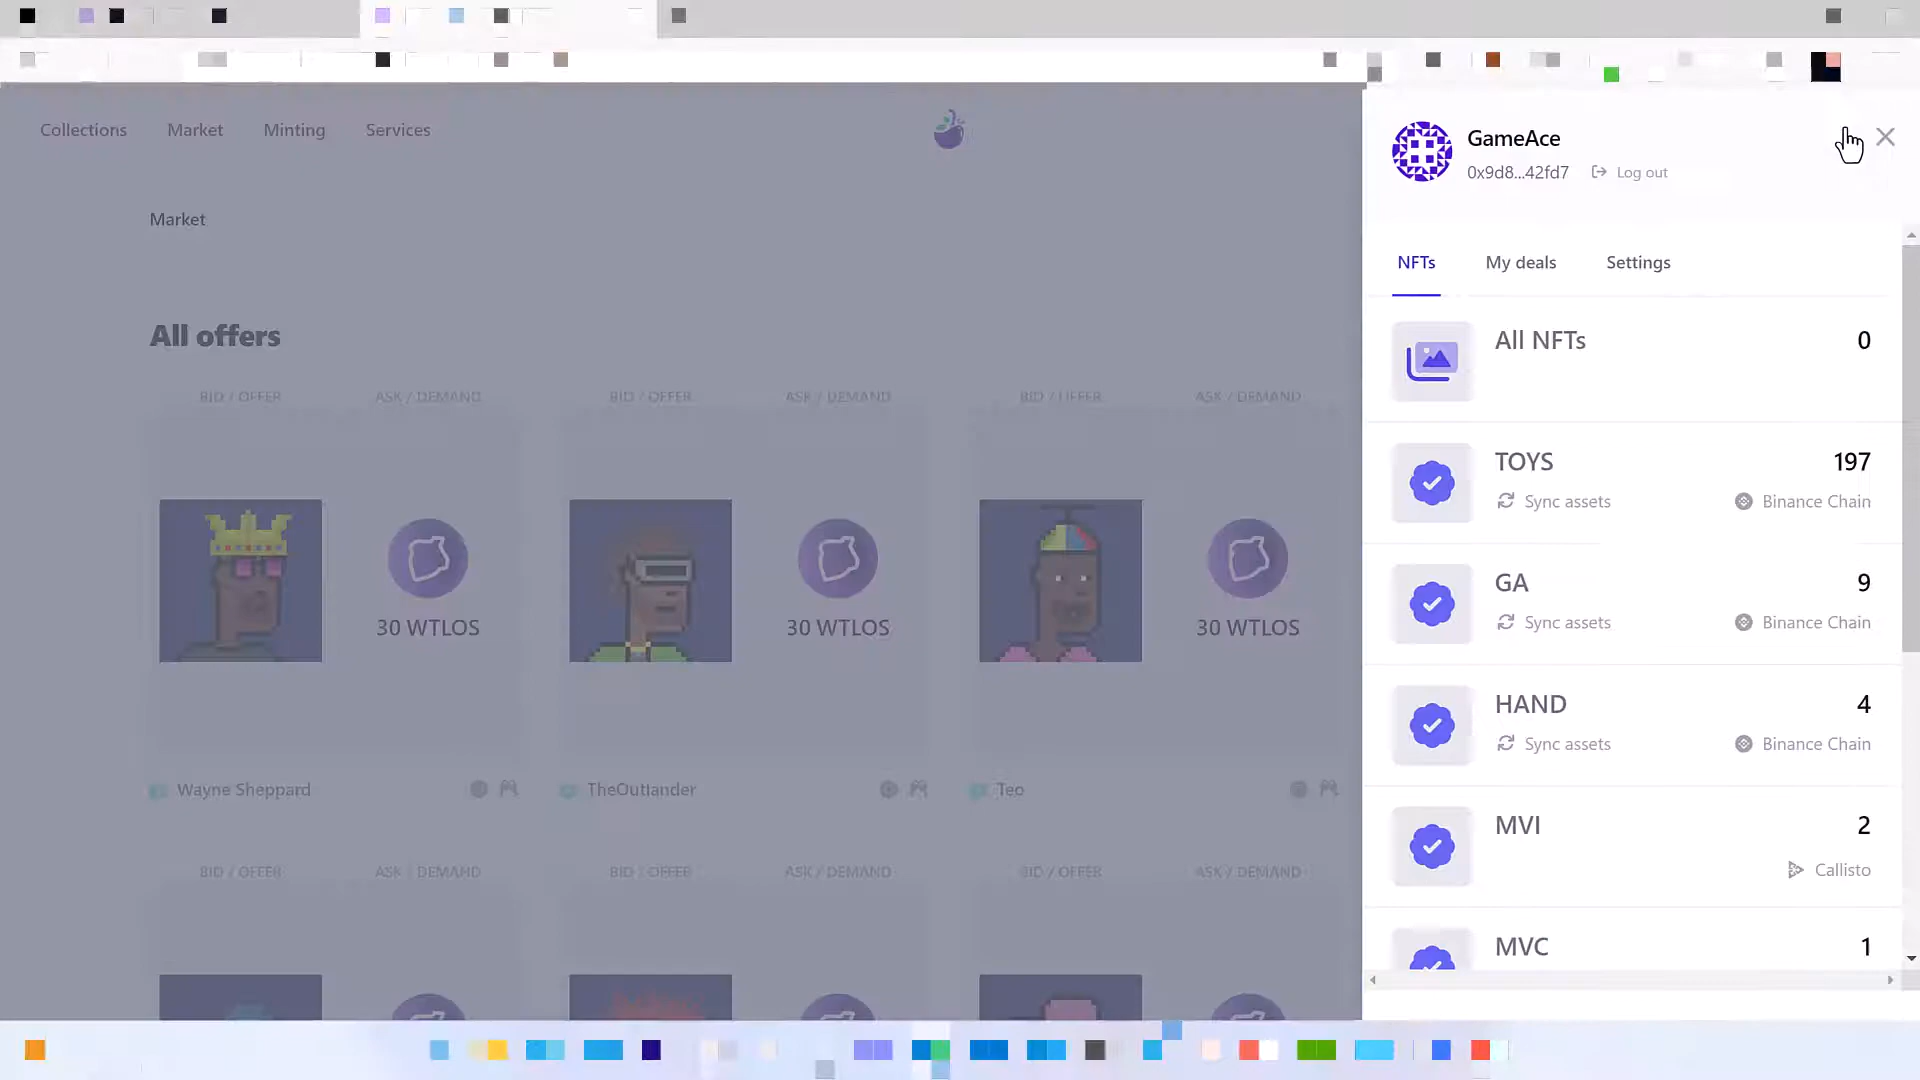 Collections Market Minting Services
Market
All offers
BID / OFFER ASK / DEMAND BID / OFFER ASK / DEMAND BID / OFFER ASK / DEMAND
30 WTLOS 30 WTLOS 30 WTLOS
Wayne Sheppard TheOutlander Teo
BID / OFFER ASK / DEMAND BID / OFFER ASK / DEMAND BID / OFFER ASK / DEMAND
GameAce
0x9d8...42fd7 Log out
NFTs My deals Settings
All NFTs 0
TOYS 197
Sync assets Binance Chain
GA 9
Sync assets Binance Chain
HAND 4
Sync assets Binance Chain
MVI 2
Callisto
MVC 1